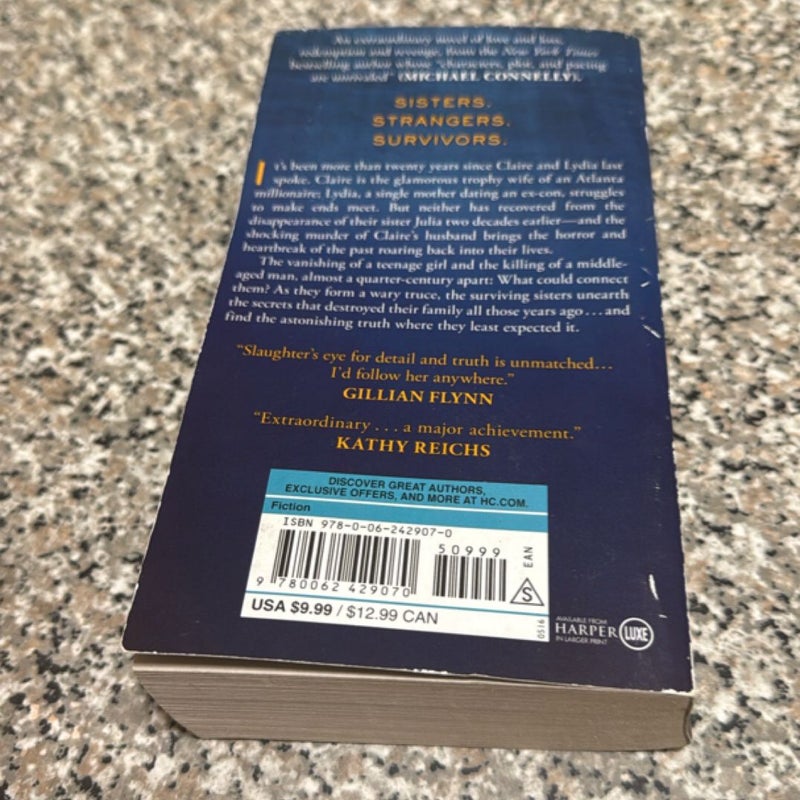 An extraordinary novel of love and loss,
redemption and revenge, from the New York Times
bestselling author whose "characters, plot, and pacing
are unrivaled" (MICHAEL CONNELLY).
SISTERS.
STRANGERS.
SURVIVORS.
It's been more than twenty years since Claire and Lydia last
spoke. Claire is the glamorous trophy wife of an Atlanta
millionaire; Lydia, a single mother dating an ex-con, struggles
to make ends meet. But neither has recovered from the
disappearance of their sister Julia two decades earlier—and the
shocking murder of Claire's husband brings the horror and
heartbreak of the past roaring back into their lives.
The vanishing of a teenage girl and the killing of a middle-
aged man, almost a quarter-century apart: What could connect
them? As they form a wary truce, the surviving sisters unearth
the secrets that destroyed their family all those years ago . . . and
find the astonishing truth where they least expected it.
"Slaughter's eye for detail and truth is unmatched...
I'd follow her anywhere."
GILLIAN FLYNN
"Extraordinary . . . a major achievement."
KATHY REICHS
DISCOVER GREAT AUTHORS,
EXCLUSIVE OFFERS, AND MORE AT HC.COM.
Fiction
ISBN 978-0-06-242907-0
50999
EAN
9 780062 429070
S
USA $9.99 / $12.99 CAN
0516
AVAILABLE FROM
HARPER LUXE
IN LARGER PRINT